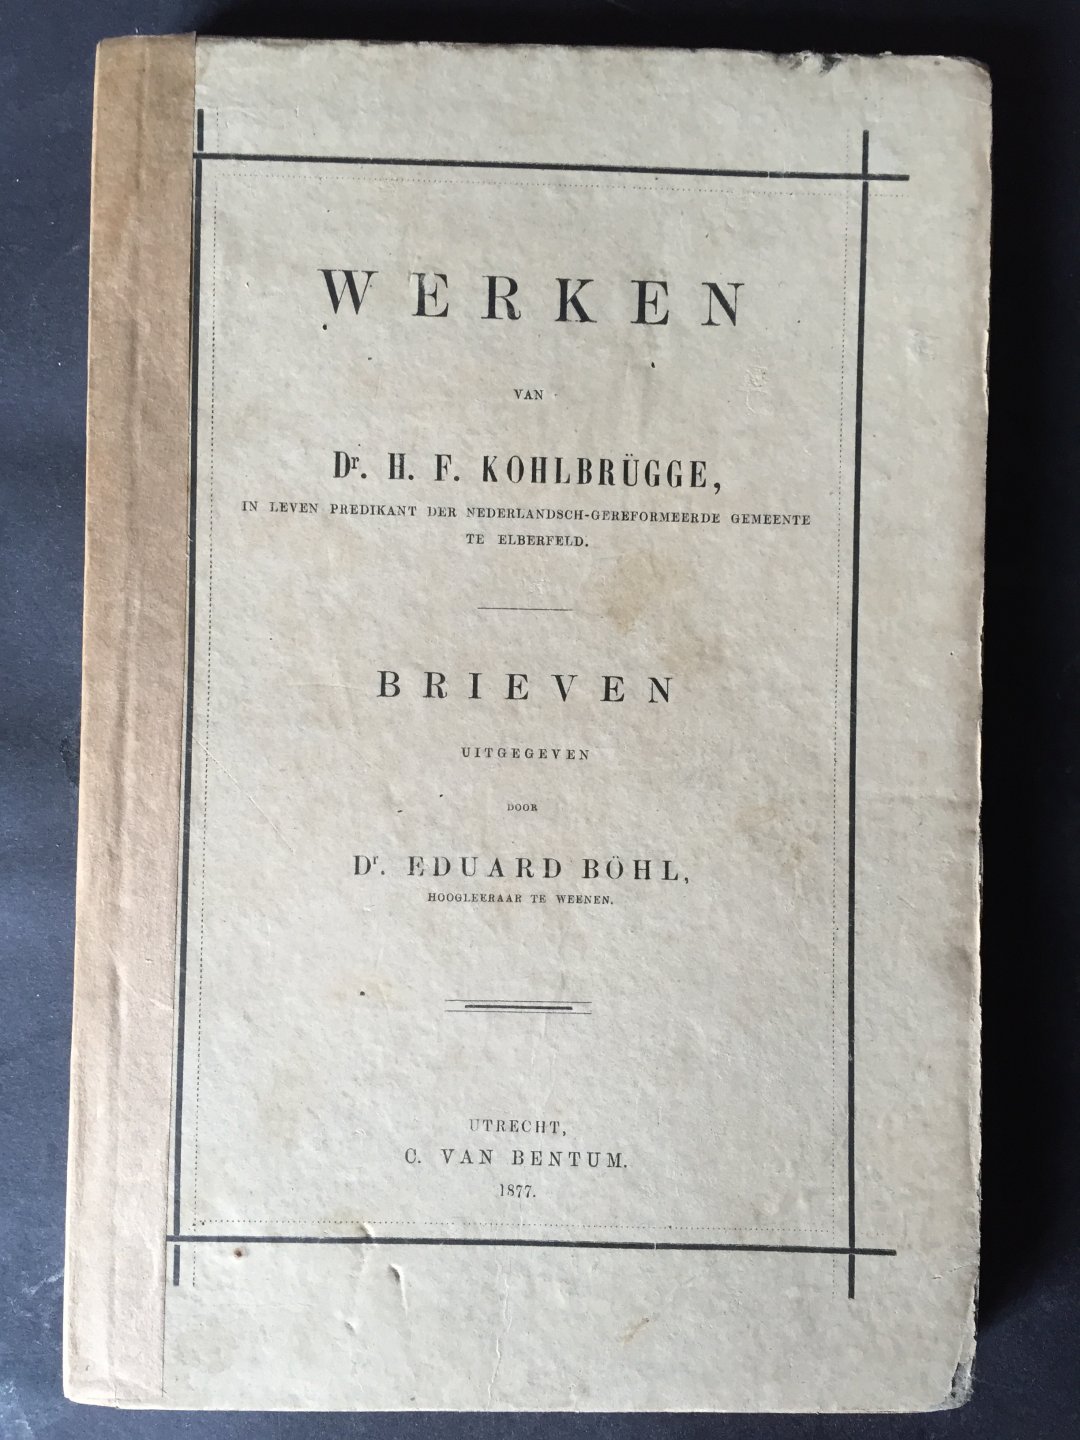 WERKEN
VAN
Dr. H. F. KOHLBRÜGGE,
IN LEVEN PREDIKANT DER NEDERLANDSCH-GEREFORMEERDE GEMEENTE
TE ELBERFELD.
BRIEVEN
UITGEGEVEN
DOOR
Dr. EDUARD BÖHL,
HOOGLEERAAR TE WEENEN.
UTRECHT,
C. VAN BENTUM.
1877.